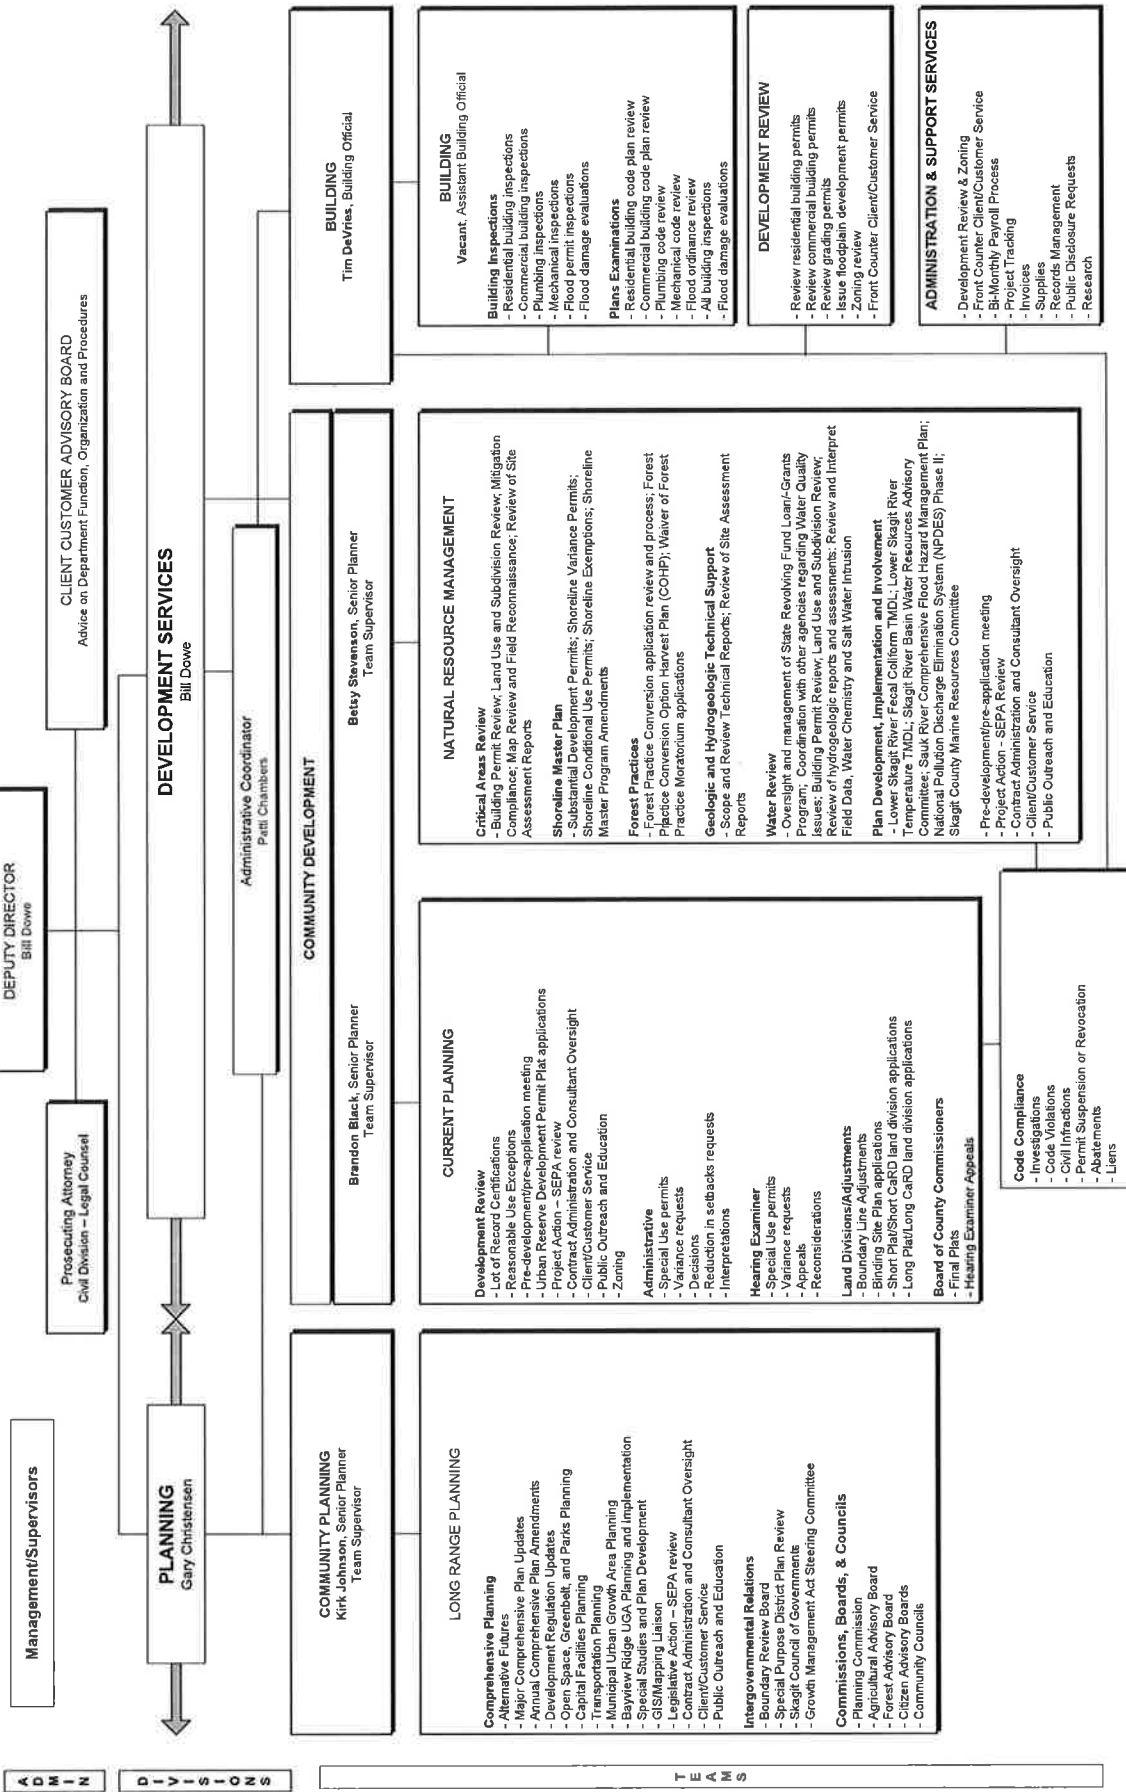 Management/Supervisors
A D M I N
D I V I S I O N S
T E A M S
DEPUTY DIRECTOR
Bill Dowe
Prosecuting Attorney
Civil Division – Legal Counsel
CLIENT CUSTOMER ADVISORY BOARD
Advice on Department Function, Organization and Procedures
PLANNING
Gary Christensen
DEVELOPMENT SERVICES
Bill Dowe
Administrative Coordinator
Patti Chambers
COMMUNITY PLANNING
Kirk Johnson, Senior Planner
Team Supervisor
COMMUNITY DEVELOPMENT
Brandon Black, Senior Planner
Team Supervisor
Betsy Stevenson, Senior Planner
Team Supervisor
BUILDING
Tim DeVries, Building Official
LONG RANGE PLANNING
Comprehensive Planning
- Alternative Futures
- Major Comprehensive Plan Updates
- Annual Comprehensive Plan Amendments
- Development Regulation Updates
- Open Space, Greenbelt, and Parks Planning
- Capital Facilities Planning
- Transportation Planning
- Municipal Urban Growth Area Planning
- Bayview Ridge UGA Planning and Implementation
- Special Studies and Plan Development
- GIS/Mapping Liaison
- Legislative Action – SEPA review
- Contract Administration and Consultant Oversight
- Client/Customer Service
- Public Outreach and Education
Intergovernmental Relations
- Boundary Review Board
- Special Purpose District Plan Review
- Skagit Council of Governments
- Growth Management Act Steering Committee
Commissions, Boards, & Councils
- Planning Commission
- Agricultural Advisory Board
- Forest Advisory Board
- Citizen Advisory Boards
- Community Councils
CURRENT PLANNING
Development Review
- Lot of Record Certifications
- Reasonable Use Exceptions
- Pre-development/pre-application meeting
- Urban Reserve Development Permit Plat applications
- Project Action – SEPA review
- Contract Administration and Consultant Oversight
- Client/Customer Service
- Public Outreach and Education
- Zoning
Administrative
- Special Use permits
- Variance requests
- Decisions
- Reduction in setbacks requests
- Interpretations
Hearing Examiner
- Special Use permits
- Variance requests
- Appeals
- Reconsiderations
Land Divisions/Adjustments
- Boundary Line Adjustments
- Binding Site Plan applications
- Short Plat/Short CaRD land division applications
- Long Plat/Long CaRD land division applications
Board of County Commissioners
- Final Plats
- Hearing Examiner Appeals
NATURAL RESOURCE MANAGEMENT
Critical Areas Review
- Building Permit Review; Land Use and Subdivision Review; Mitigation
Compliance; Map Review and Field Reconnaissance; Review of Site
Assessment Reports
Shoreline Master Plan
- Substantial Development Permits; Shoreline Variance Permits;
Shoreline Conditional Use Permits; Shoreline Exemptions; Shoreline
Master Program Amendments
Forest Practices
- Forest Practice Conversion application review and process; Forest
Practice Conversion Option Harvest Plan (COHP); Waiver of Forest
Practice Moratorium applications
Geologic and Hydrogeologic Technical Support
- Scope and Review Technical Reports; Review of Site Assessment
Reports
Water Review
- Oversight and management of State Revolving Fund Loan/-Grants
Program; Coordination with other agencies regarding Water Quality
Issues; Building Permit Review; Land Use and Subdivision Review;
Review of hydrogeologic reports and assessments: Review and Interpret
Field Data, Water Chemistry and Salt Water Intrusion
Plan Development, Implementation and Involvement
- Lower Skagit River Fecal Coliform TMDL; Lower Skagit River
Temperature TMDL; Skagit River Basin Water Resources Advisory
Committee; Sauk River Comprehensive Flood Hazard Management Plan;
National Pollution Discharge Elimination System (NPDES) Phase II;
Skagit County Marine Resources Committee
- Pre-development/pre-application meeting
- Project Action - SEPA Review
- Contract Administration and Consultant Oversight
- Client/Customer Service
- Public Outreach and Education
BUILDING
Vacant, Assistant Building Official
Building Inspections
- Residential building inspections
- Commercial building inspections
- Plumbing inspections
- Mechanical inspections
- Flood permit inspections
- Flood damage evaluations
Plans Examinations
- Residential building code plan review
- Commercial building code plan review
- Plumbing code review
- Mechanical code review
- Flood ordinance review
- All building inspections
- Flood damage evaluations
DEVELOPMENT REVIEW
- Review residential building permits
- Review commercial building permits
- Review grading permits
- Issue floodplain development permits
- Zoning review
- Front Counter Client/Customer Service
ADMINISTRATION & SUPPORT SERVICES
- Development Review & Zoning
- Front Counter Client/Customer Service
- Bi-Monthly Payroll Process
- Project Tracking
- Invoices
- Supplies
- Records Management
- Public Disclosure Requests
- Research
Code Compliance
- Investigations
- Code Violations
- Civil Infractions
- Permit Suspension or Revocation
- Abatements
- Liens